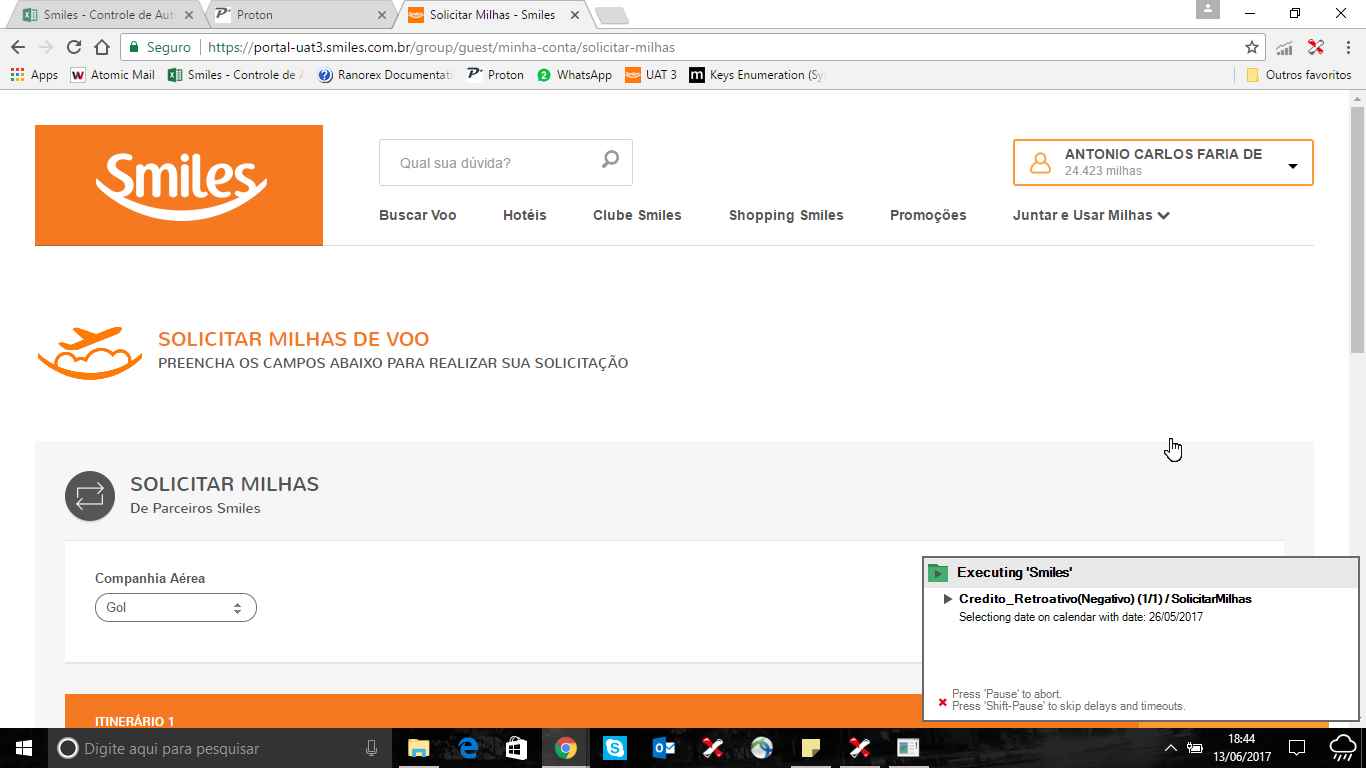 Smiles - Controle de Aut
Proton
Solicitar Milhas - Smiles
Seguro
https://portal-uat3.smiles.com.br/group/guest/minha-conta/solicitar-milhas
Apps
Atomic Mail
Smiles - Controle de A
Ranorex Documentati
Proton
WhatsApp
UAT 3
Keys Enumeration (Sy
Outros favoritos
Smiles
Qual sua dúvida?
ANTONIO CARLOS FARIA DE
24.423 milhas
Buscar Voo
Hotéis
Clube Smiles
Shopping Smiles
Promoções
Juntar e Usar Milhas
SOLICITAR MILHAS DE VOO
PREENCHA OS CAMPOS ABAIXO PARA REALIZAR SUA SOLICITAÇÃO
SOLICITAR MILHAS
De Parceiros Smiles
Companhia Aérea
Gol
ITINERÁRIO 1
Executing 'Smiles'
Credito_Retroativo(Negativo) (1/1) / SolicitarMilhas
Selectiong date on calendar with date: 26/05/2017
Press 'Pause' to abort.
Press 'Shift-Pause' to skip delays and timeouts.
Digite aqui para pesquisar
18:44
13/06/2017